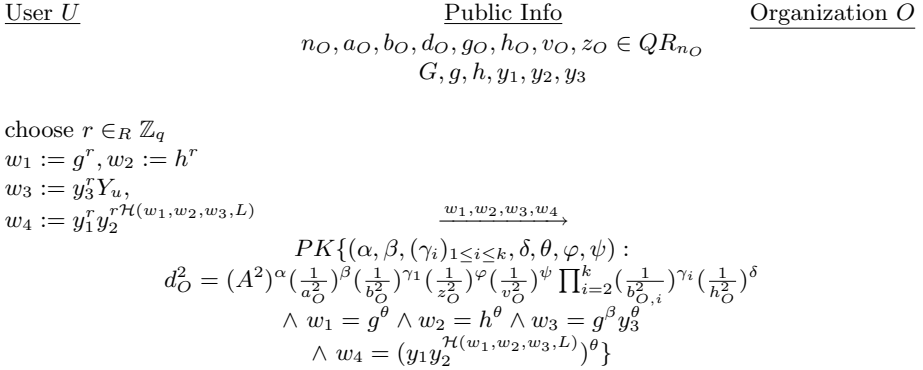 User U Public Info Organization O
n_O, a_O, b_O, d_O, g_O, h_O, v_O, z_O ∈ QR_{n_O}
G, g, h, y_1, y_2, y_3
choose r ∈_R ℤ_q
w_1 := g^r, w_2 := h^r
w_3 := y_3^r Y_u,
w_4 := y_1^r y_2^{rℋ(w_1,w_2,w_3,L)} w_1,w_2,w_3,w_4 →
PK{(α, β, (γ_i)_{1≤i≤k}, δ, θ, φ, ψ) :
d_O^2 = (A^2)^α (1/a_O^2)^β (1/b_O^2)^{γ_1} (1/z_O^2)^φ (1/v_O^2)^ψ ∏_{i=2}^k (1/b_{O,i}^2)^{γ_i} (1/h_O^2)^δ
∧ w_1 = g^θ ∧ w_2 = h^θ ∧ w_3 = g^β y_3^θ
∧ w_4 = (y_1 y_2^{ℋ(w_1,w_2,w_3,L)})^θ}